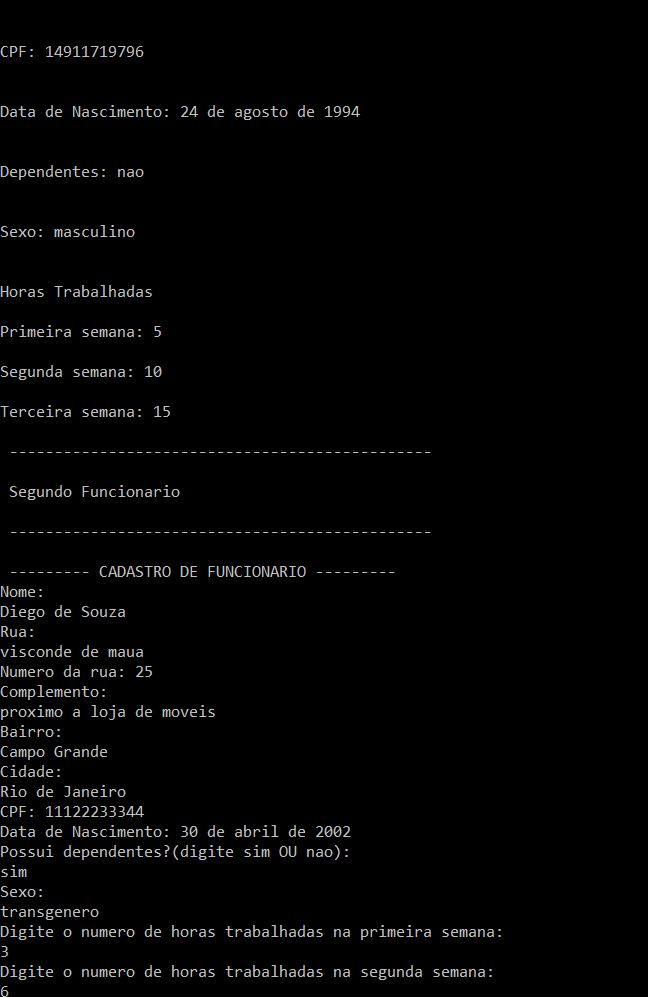 CPF: 14911719796
Data de Nascimento: 24 de agosto de 1994
Dependentes: nao
Sexo: masculino
Horas Trabalhadas
Primeira semana: 5
Segunda semana: 10
Terceira semana: 15
-----------------------------------------------
Segundo Funcionario
-----------------------------------------------
--------- CADASTRO DE FUNCIONARIO ---------
Nome:
Diego de Souza
Rua:
visconde de maua
Numero da rua: 25
Complemento:
proximo a loja de moveis
Bairro:
Campo Grande
Cidade:
Rio de Janeiro
CPF: 11122233344
Data de Nascimento: 30 de abril de 2002
Possui dependentes?(digite sim OU nao):
sim
Sexo:
transgenero
Digite o numero de horas trabalhadas na primeira semana:
3
Digite o numero de horas trabalhadas na segunda semana:
6